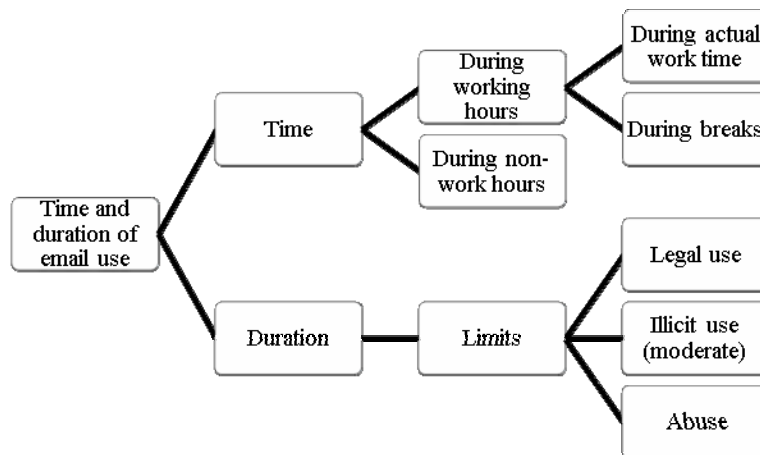 Time and
duration of
email use
Time
During
working
hours
During actual
work time
During breaks
During non-
work hours
Duration
Limits
Legal use
Illicit use
(moderate)
Abuse